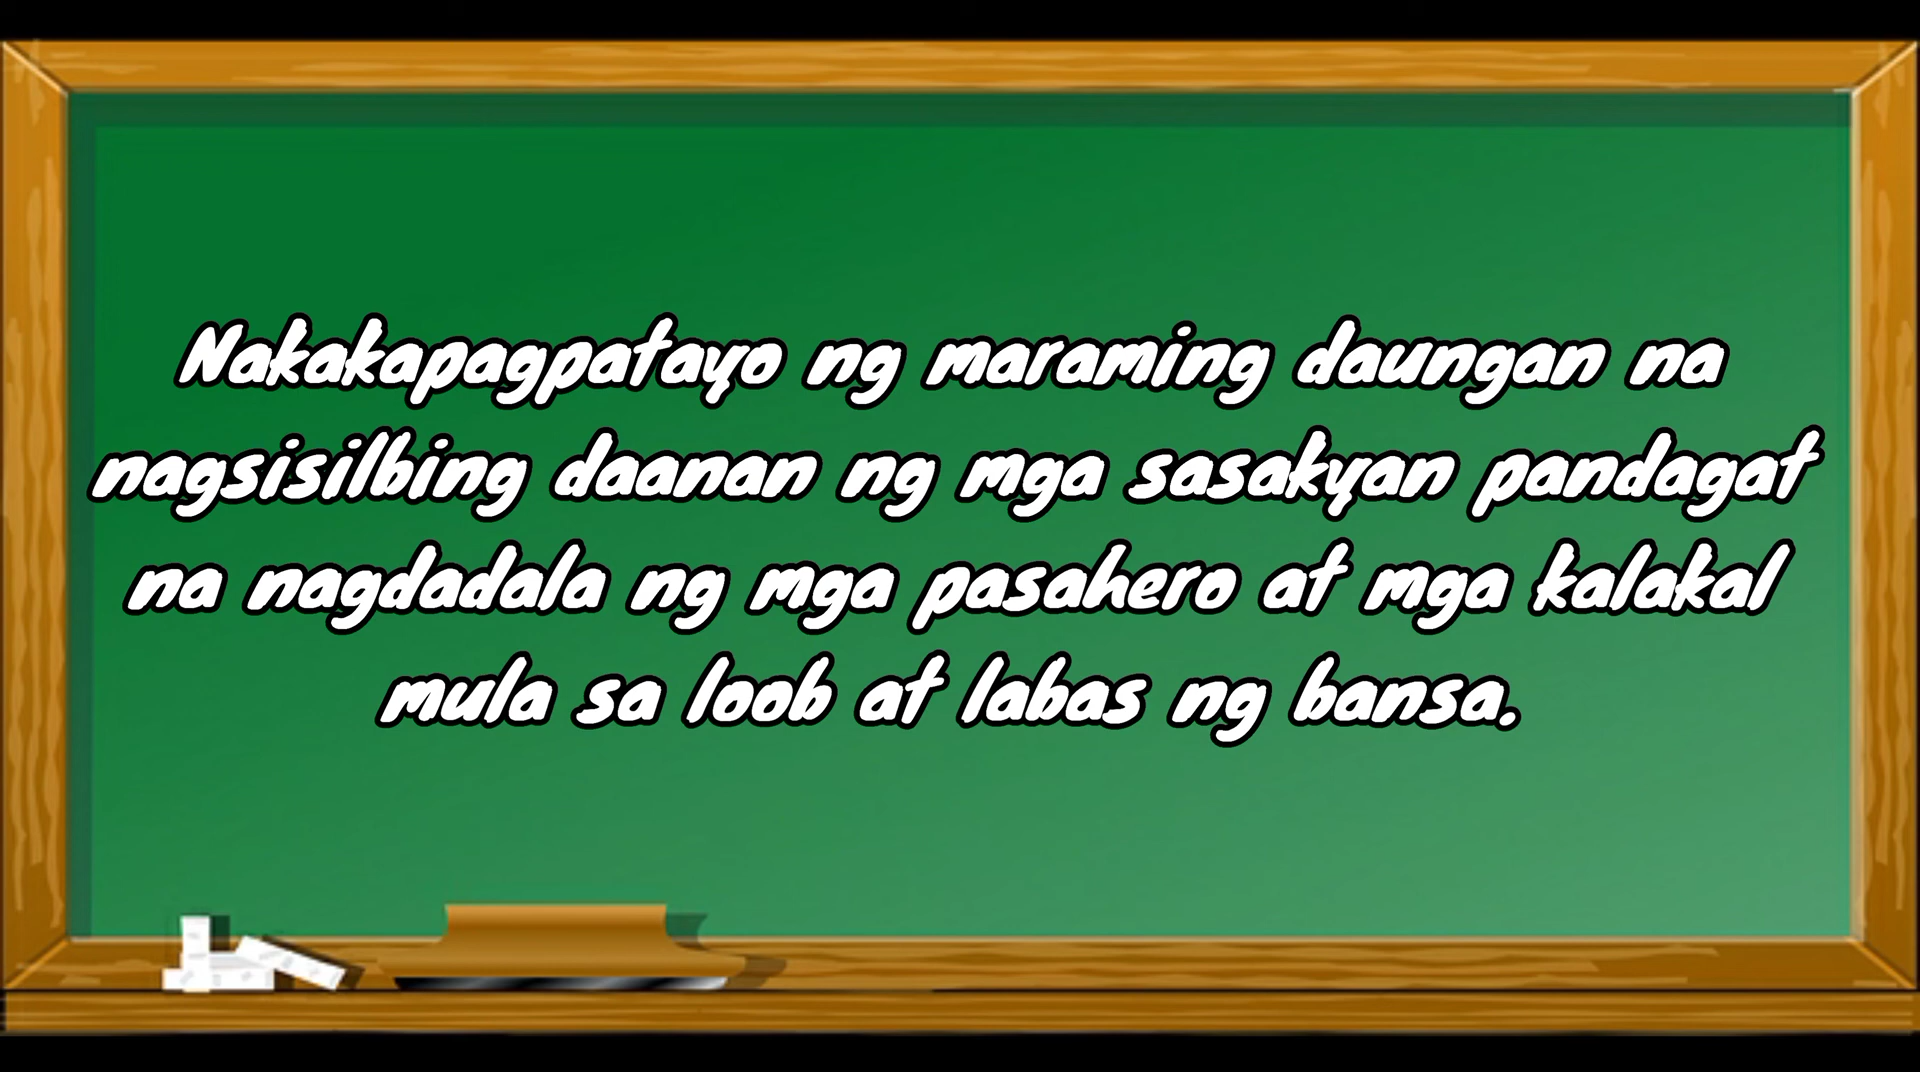 Nakakapagpatayo ng maraming daungan na
nagsisilbing daanan ng mga sasakyan pandagat
na nagdadala ng mga pasahero at mga kalakal
mula sa loob at labas ng bansa.